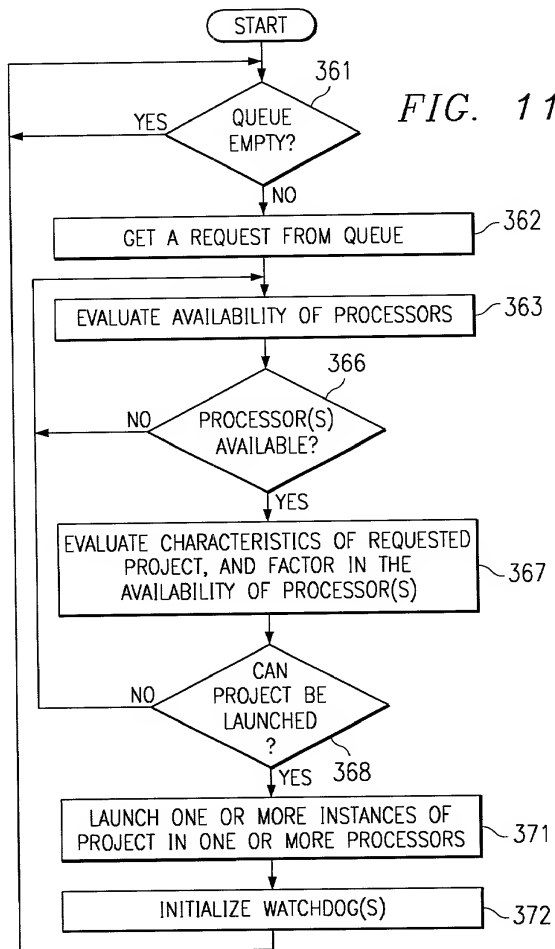 START
361
FIG. 11
QUEUE
EMPTY?
YES
NO
GET A REQUEST FROM QUEUE
362
EVALUATE AVAILABILITY OF PROCESSORS
363
366
PROCESSOR(S)
AVAILABLE?
NO
YES
EVALUATE CHARACTERISTICS OF REQUESTED
PROJECT, AND FACTOR IN THE
AVAILABILITY OF PROCESSOR(S)
367
CAN
PROJECT BE
LAUNCHED
?
NO
368
YES
LAUNCH ONE OR MORE INSTANCES OF
PROJECT IN ONE OR MORE PROCESSORS
371
INITIALIZE WATCHDOG(S)
372